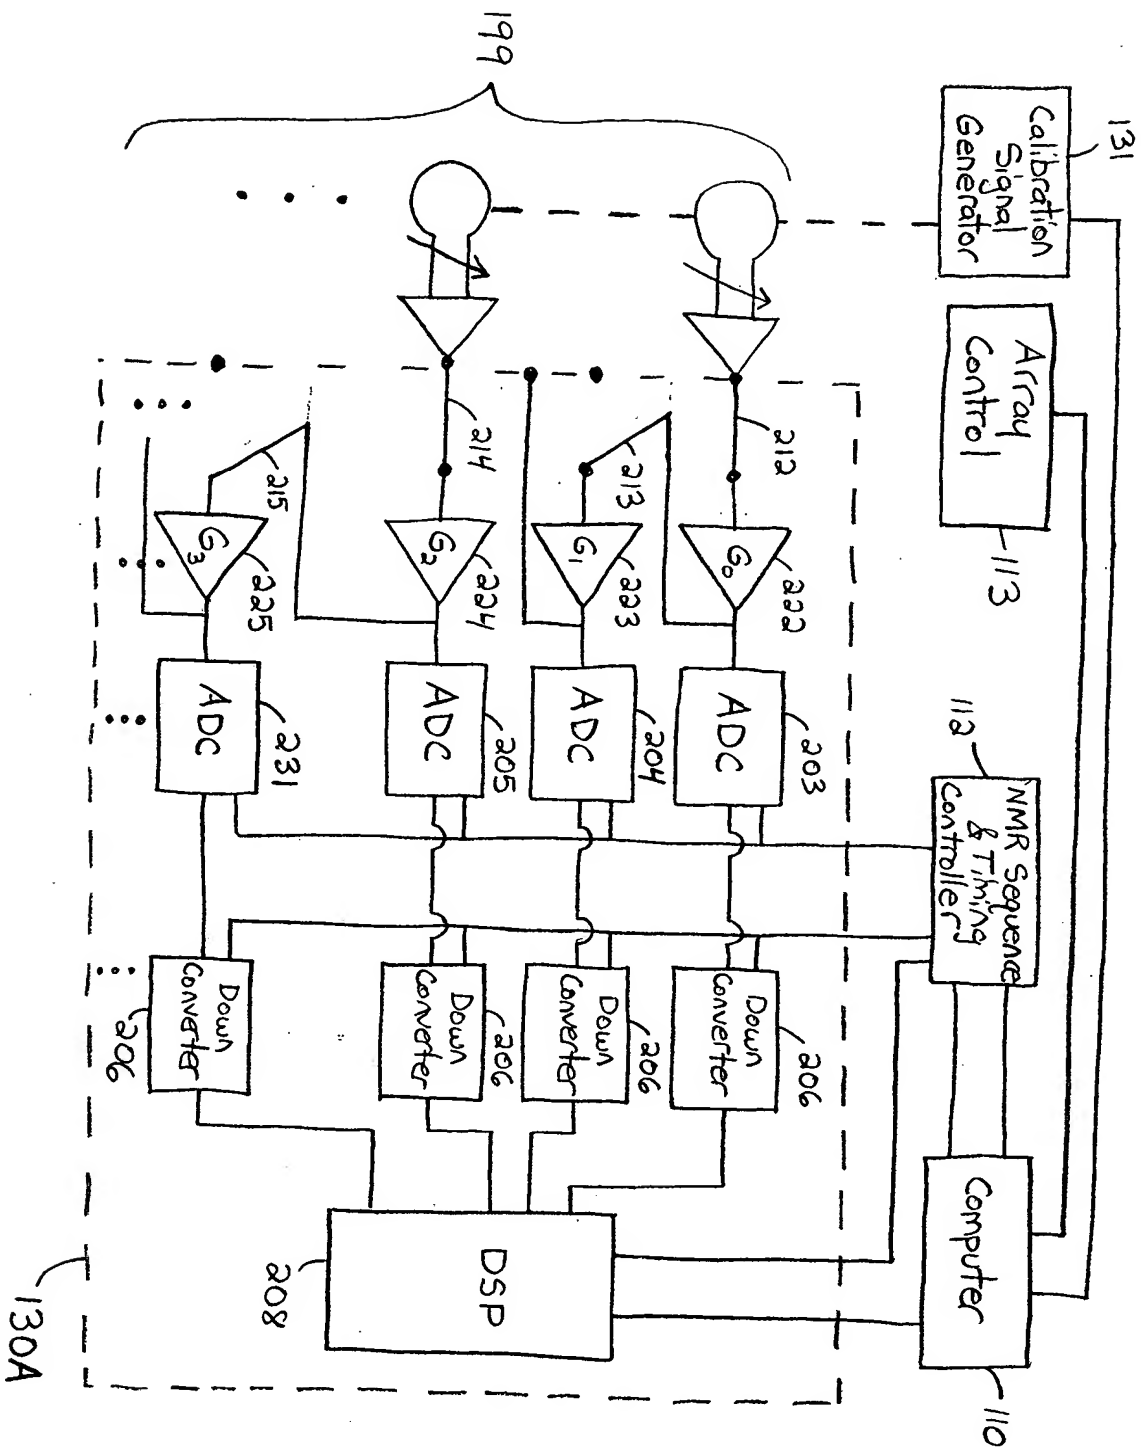 131
Calibration
Signal
Generator
Array
Control
113
112
NMR Sequence
& Timing
Controller
Computer
110
199
212
G0
222
ADC
203
Down
Converter
206
213
G1
223
ADC
204
Down
Converter
206
214
G2
224
ADC
205
Down
Converter
206
215
G3
225
ADC
231
Down
Converter
206
DSP
208
130A